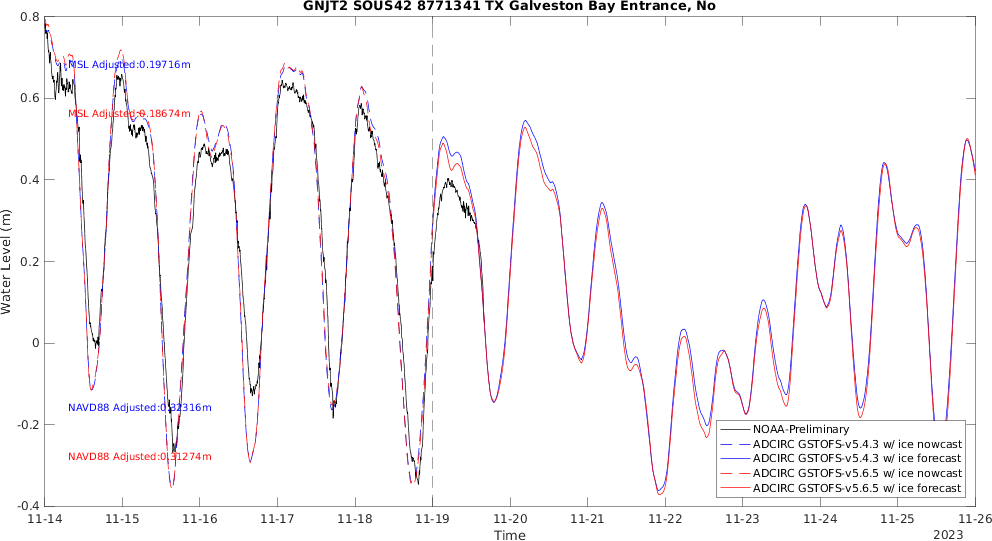 GNJT2 SOUS42 8771341 TX Galveston Bay Entrance, No
Water Level (m)
0.8
0.6
0.4
0.2
0
-0.2
-0.4
MSL Adjusted:0.19716m
MSL Adjusted:0.18674m
NAVD88 Adjusted:0.32316m
NAVD88 Adjusted:0.31274m
NOAA-Preliminary
ADCIRC GSTOFS-v5.4.3 w/ ice nowcast
ADCIRC GSTOFS-v5.4.3 w/ ice forecast
ADCIRC GSTOFS-v5.6.5 w/ ice nowcast
ADCIRC GSTOFS-v5.6.5 w/ ice forecast
11-14 11-15 11-16 11-17 11-18 11-19 11-20 11-21 11-22 11-23 11-24 11-25 11-26
Time
2023